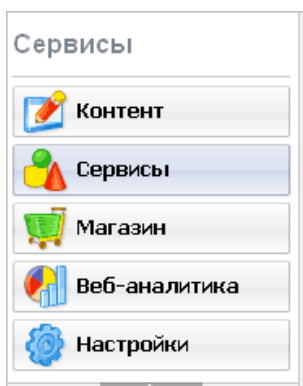 Сервисы
Контент
Сервисы
Магазин
Веб-аналитика
Настройки